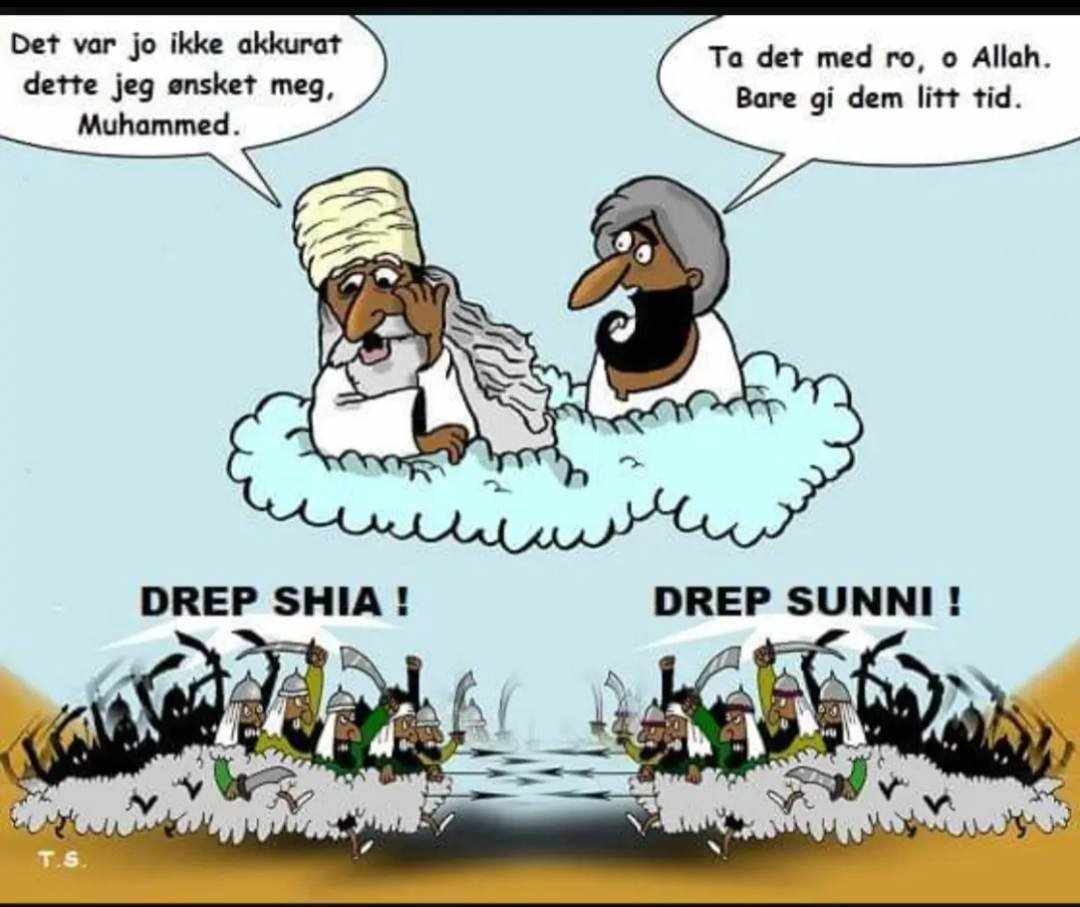 Det var jo ikke akkurat
dette jeg ønsket meg,
Muhammed.
Ta det med ro, o Allah.
Bare gi dem litt tid.
DREP SHIA !
DREP SUNNI !
T.S.